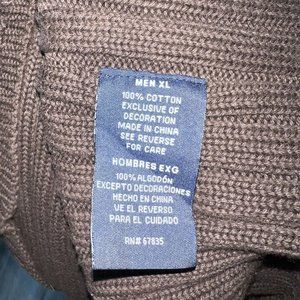 MEN XL
100% COTTON
EXCLUSIVE OF
DECORATION
MADE IN CHINA
SEE REVERSE
FOR CARE
HOMBRES EXG
100% ALGODÓN
EXCEPTO DECORACIONES
HECHO EN CHINA
VE EL REVERSO
PARA EL CUIDADO
RN# 67835